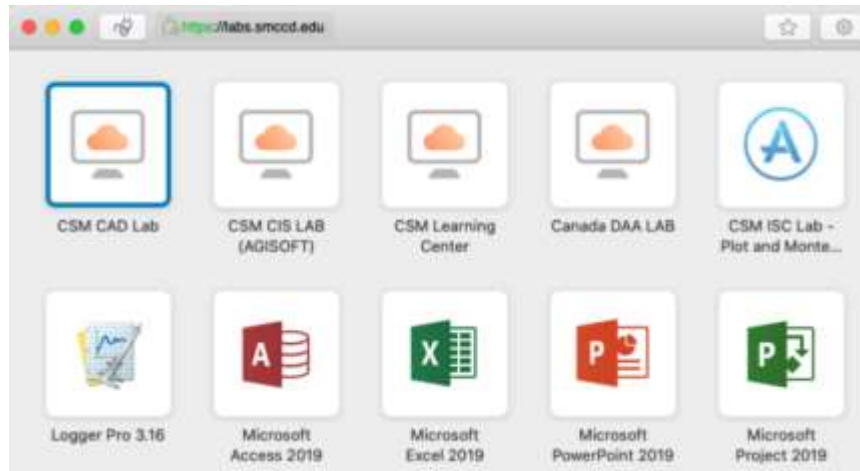 https://labs.smccd.edu
CSM CAD Lab
CSM CIS LAB
(AGISOFT)
CSM Learning
Center
Canada DAA LAB
CSM ISC Lab -
Plot and Monte...
A
X
P
P
Logger Pro 3.16
Microsoft
Access 2019
Microsoft
Excel 2019
Microsoft
PowerPoint 2019
Microsoft
Project 2019